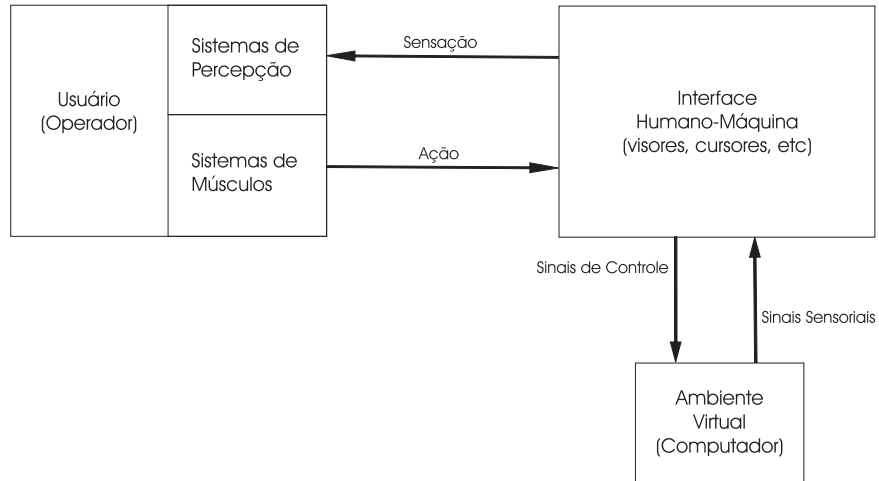 Usuário
(Operador)
Sistemas de
Percepção
Sistemas de
Músculos
Sensação
Ação
Interface
Humano-Máquina
(visores, cursores, etc)
Sinais de Controle
Sinais Sensoriais
Ambiente
Virtual
(Computador)